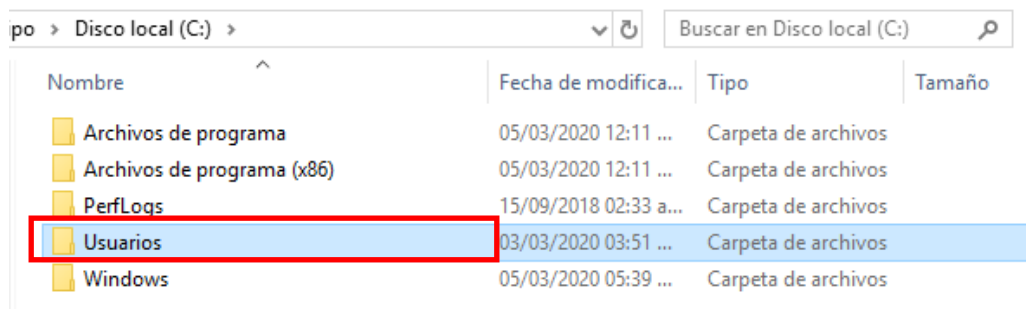 ipo > Disco local (C:) > Buscar en Disco local (C:)
Nombre Fecha de modifica... Tipo Tamaño
Archivos de programa 05/03/2020 12:11 ... Carpeta de archivos
Archivos de programa (x86) 05/03/2020 12:11 ... Carpeta de archivos
PerfLogs 15/09/2018 02:33 a... Carpeta de archivos
Usuarios 03/03/2020 03:51 ... Carpeta de archivos
Windows 05/03/2020 05:39 ... Carpeta de archivos